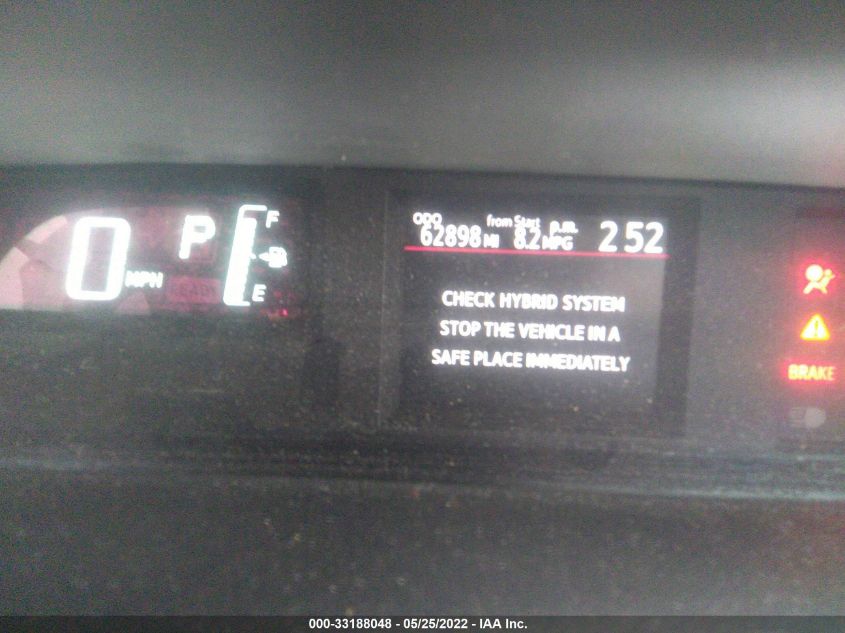 ODO from Start p.m.
62898 MI 8.2 MPG 2 52
0 MPH P F
E
CHECK HYBRID SYSTEM
STOP THE VEHICLE IN A
SAFE PLACE IMMEDIATELY
BRAKE
000-33188048 - 05/25/2022 - IAA Inc.